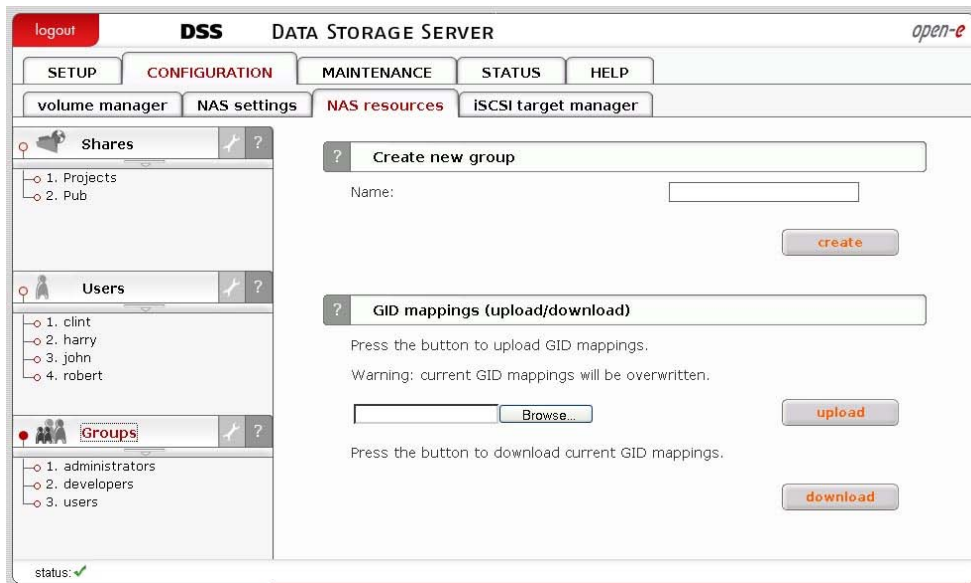 logout
DSS DATA STORAGE SERVER
open-e
SETUP CONFIGURATION MAINTENANCE STATUS HELP
volume manager NAS settings NAS resources iSCSI target manager
Shares ?
1. Projects
2. Pub
Users ?
1. clint
2. harry
3. john
4. robert
Groups ?
1. administrators
2. developers
3. users
? Create new group
Name:
create
? GID mappings (upload/download)
Press the button to upload GID mappings.
Warning: current GID mappings will be overwritten.
Browse... upload
Press the button to download current GID mappings.
download
status: